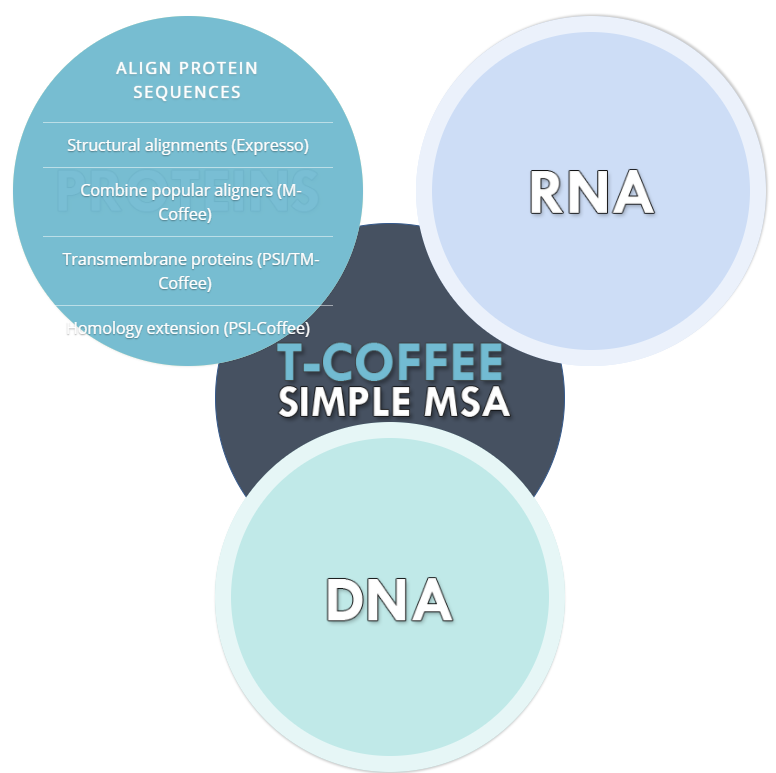 ALIGN PROTEIN
SEQUENCES
Structural alignments (Expresso)
PROTEINS
Combine popular aligners (M-
Coffee)
Transmembrane proteins (PSI/TM-
Coffee)
Homology extension (PSI-Coffee)
RNA
T-COFFEE
SIMPLE MSA
DNA